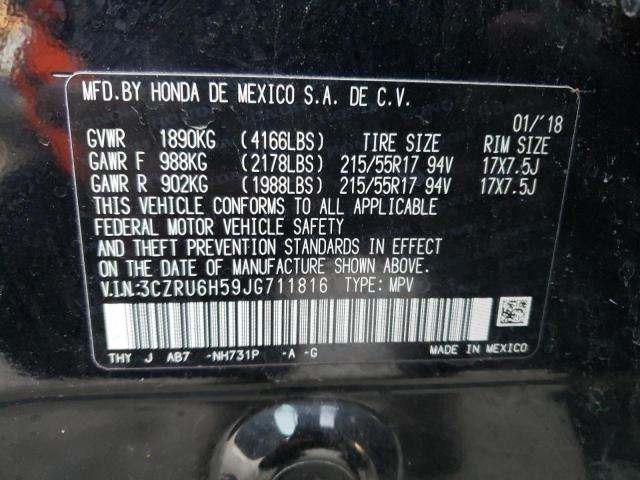 MFD.BY HONDA DE MEXICO S.A. DE C.V.
01/'18
GVWR 1890KG (4166LBS) TIRE SIZE RIM SIZE
GAWR F 988KG (2178LBS) 215/55R17 94V 17X7.5J
GAWR R 902KG (1988LBS) 215/55R17 94V 17X7.5J
THIS VEHICLE CONFORMS TO ALL APPLICABLE
FEDERAL MOTOR VEHICLE SAFETY
AND THEFT PREVENTION STANDARDS IN EFFECT
ON THE DATE OF MANUFACTURE SHOWN ABOVE.
V.I.N:3CZRU6H59JG711816 TYPE: MPV
THY J AB7 -NH731P -A -G MADE IN MEXICO